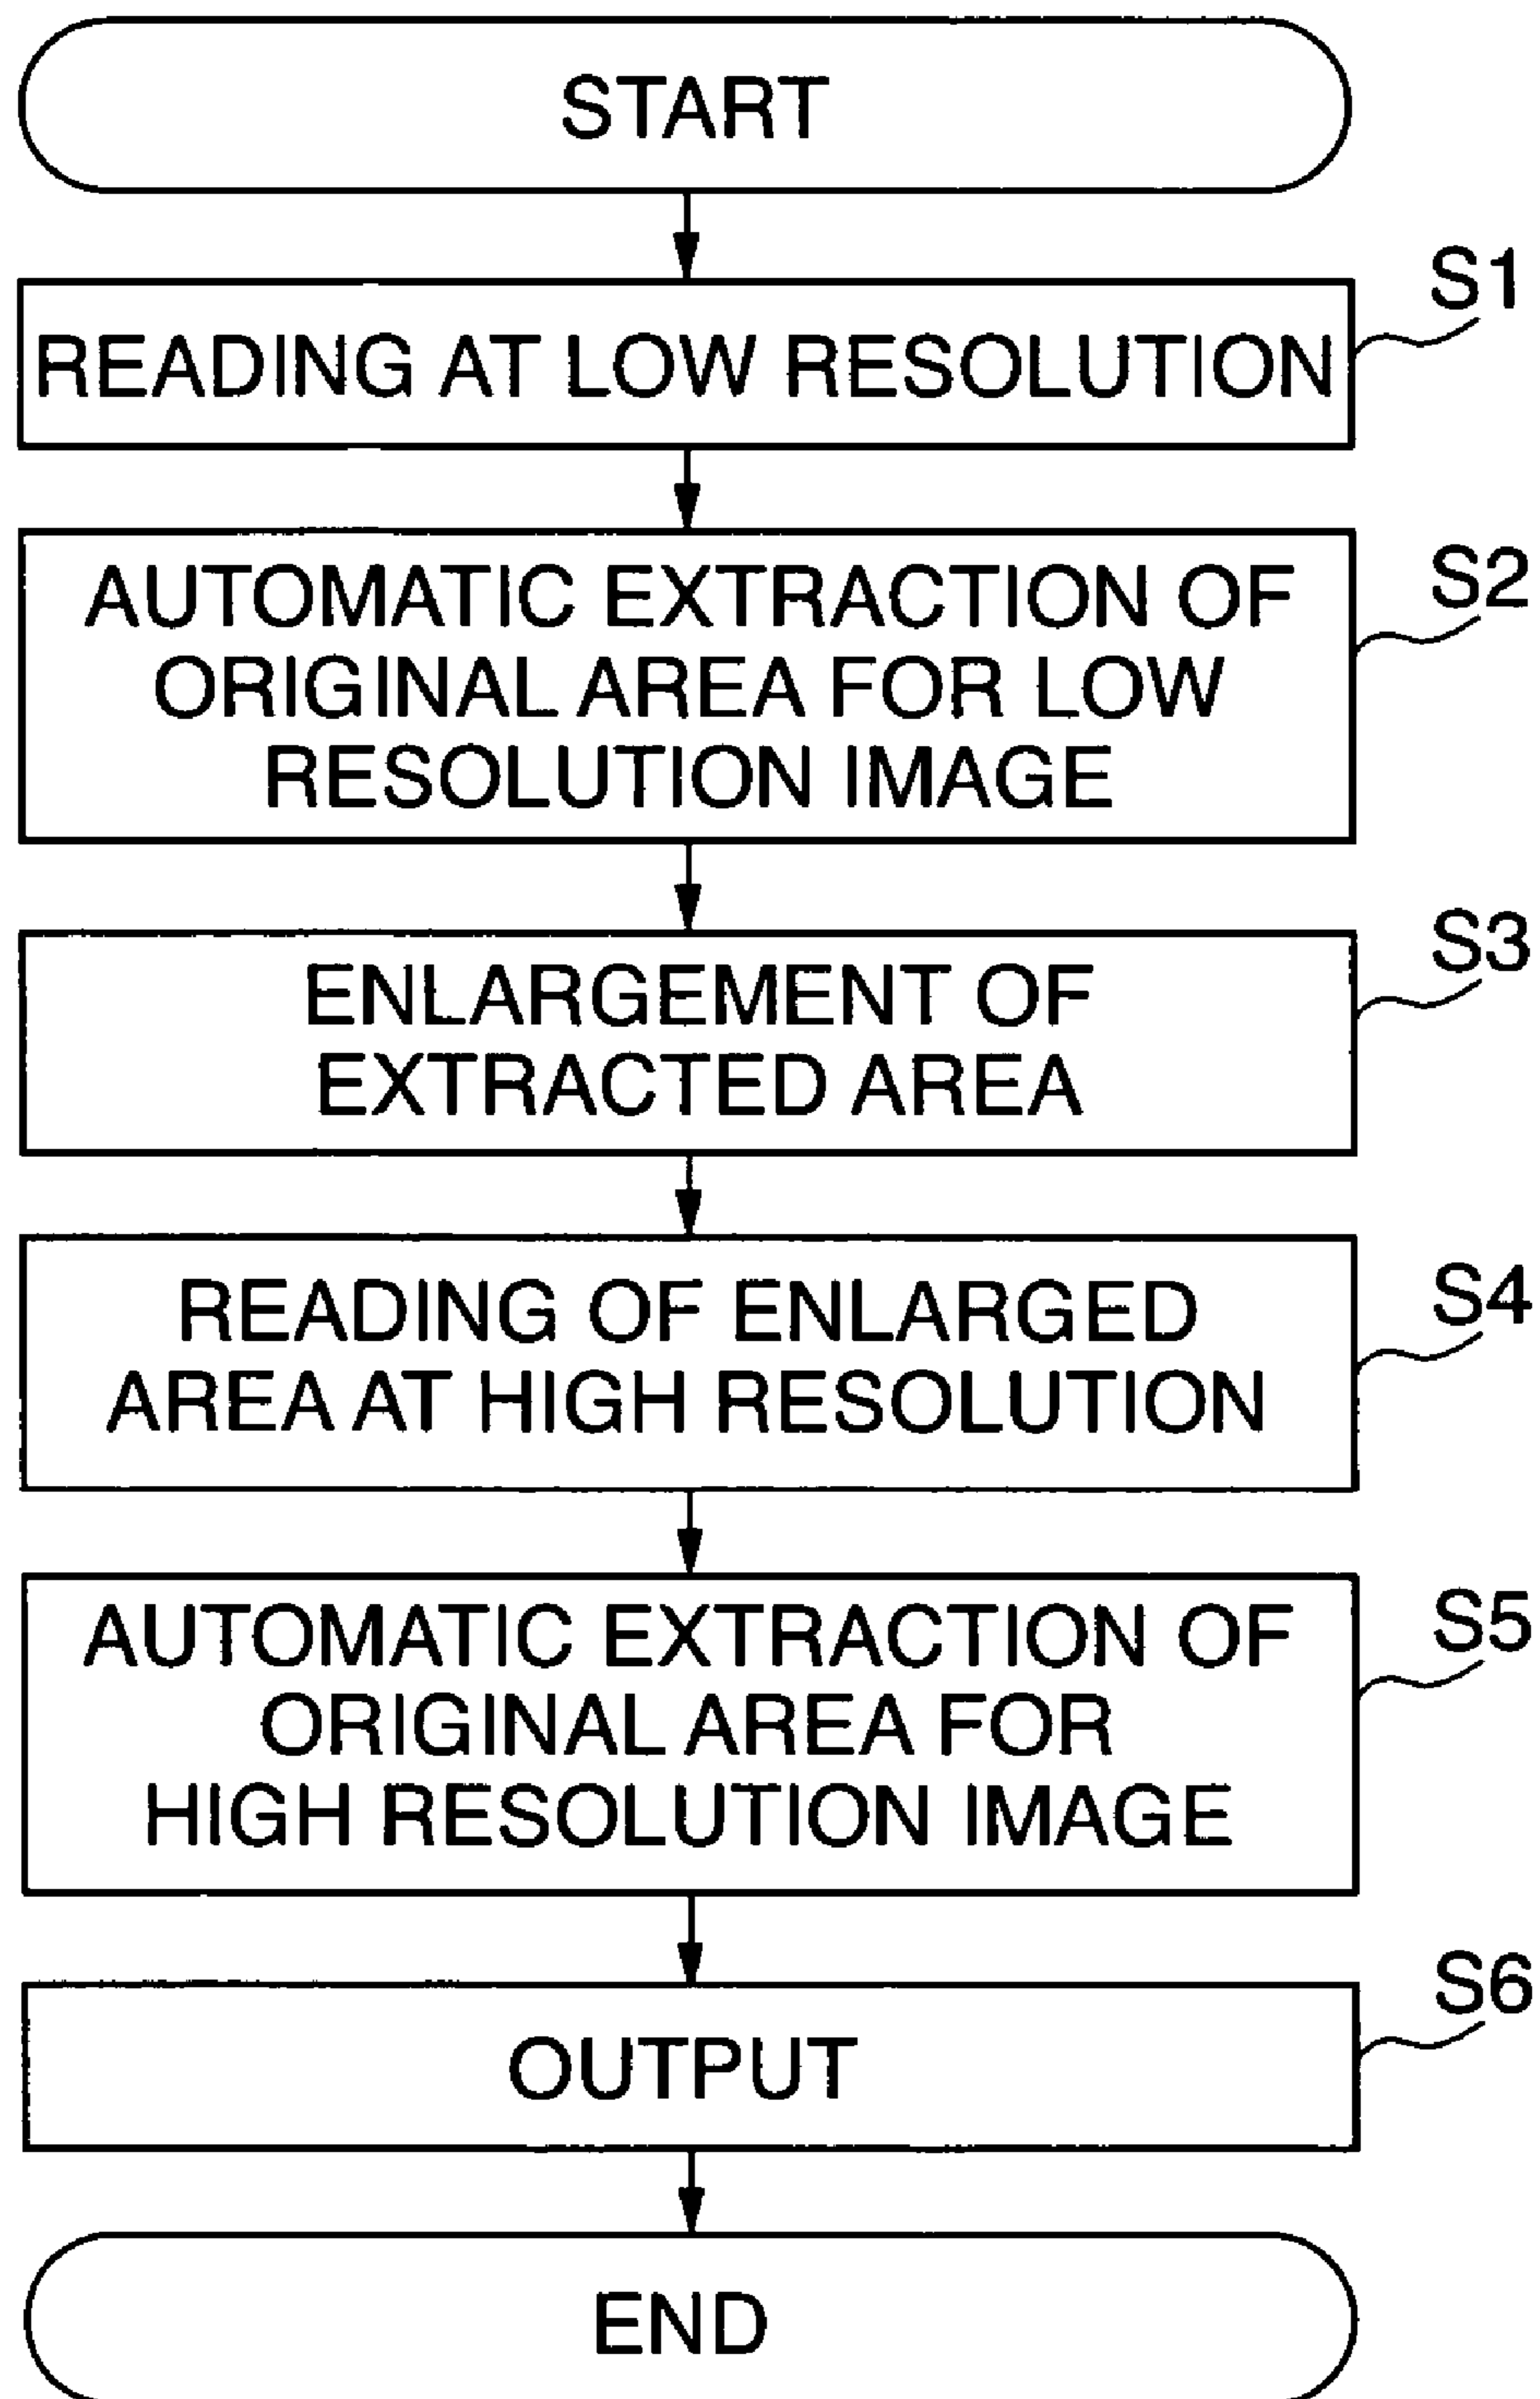 START
S1
READING AT LOW RESOLUTION
S2
AUTOMATIC EXTRACTION OF
ORIGINAL AREA FOR LOW
RESOLUTION IMAGE
S3
ENLARGEMENT OF
EXTRACTED AREA
S4
READING OF ENLARGED
AREA AT HIGH RESOLUTION
S5
AUTOMATIC EXTRACTION OF
ORIGINAL AREA FOR
HIGH RESOLUTION IMAGE
S6
OUTPUT
END